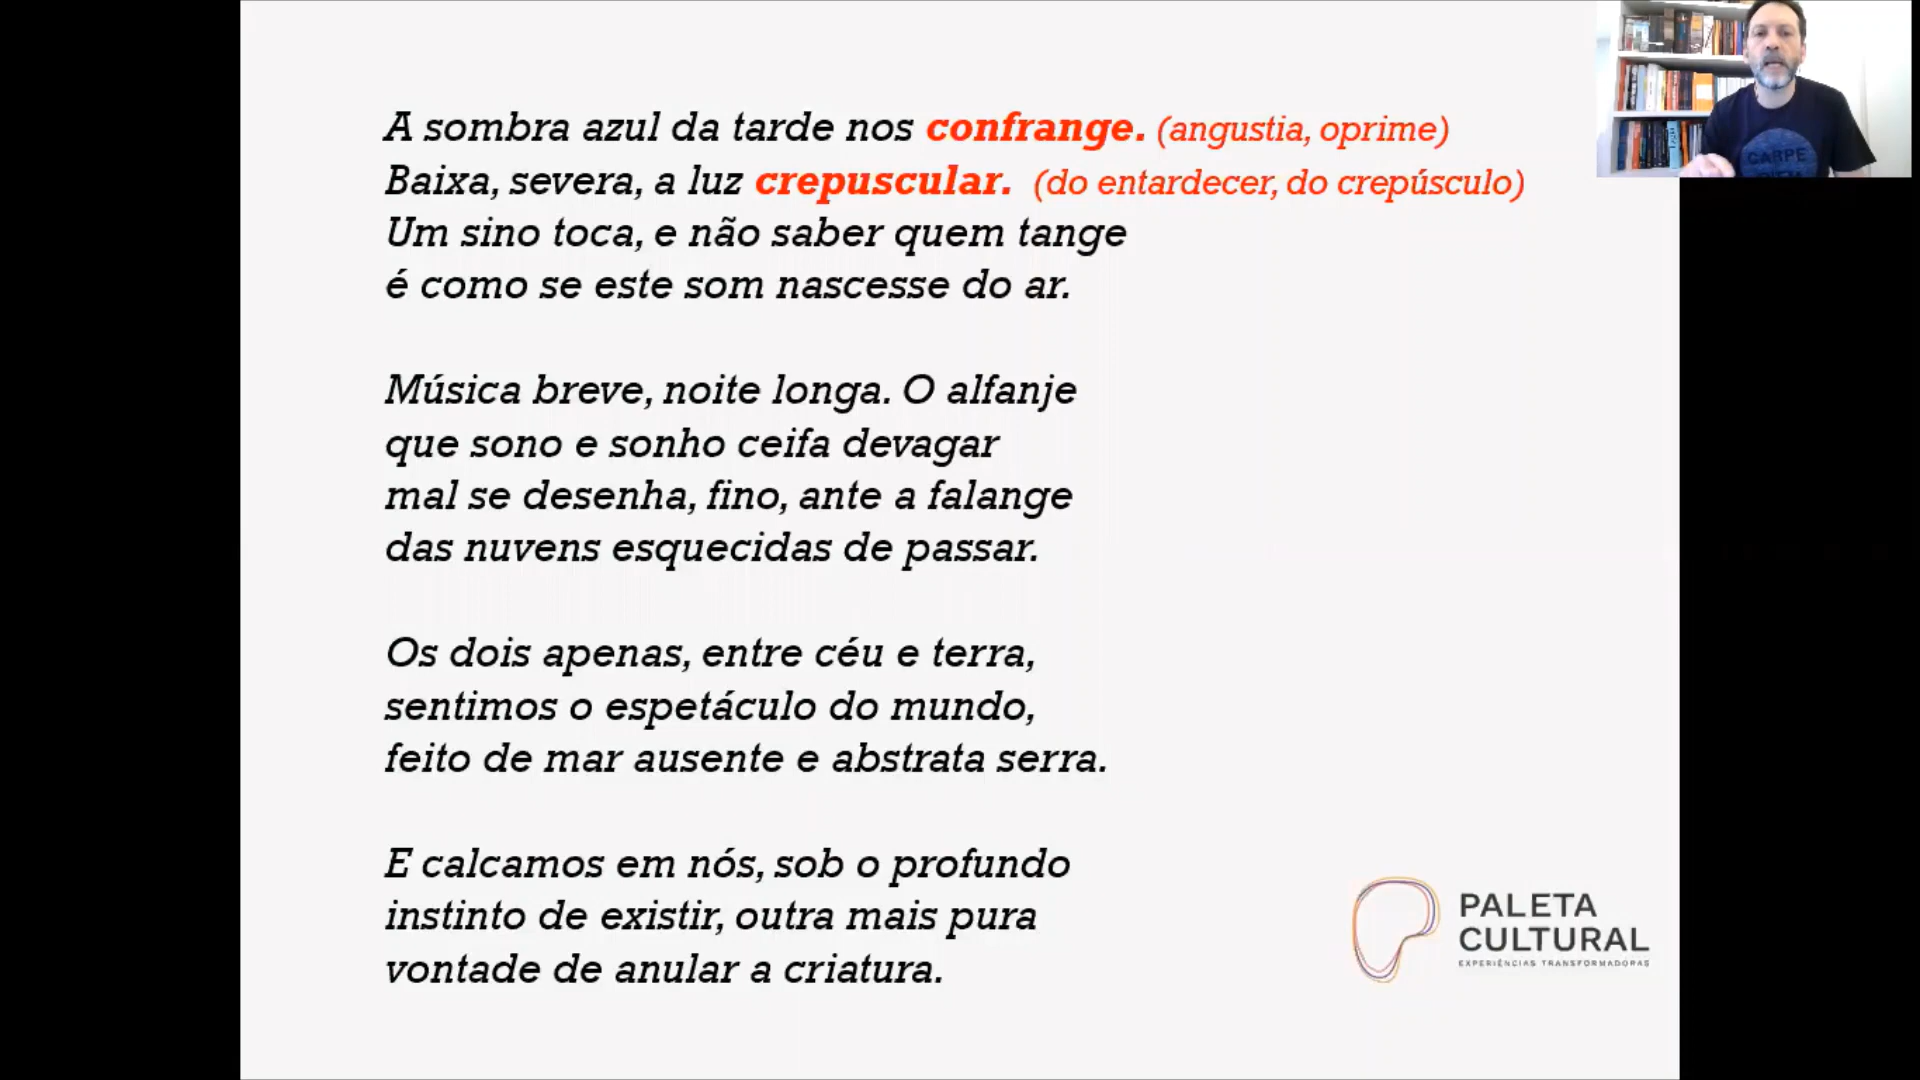 A sombra azul da tarde nos confrange. (angustia, oprime)
Baixa, severa, a luz crepuscular. (do entardecer, do crepúsculo)
Um sino toca, e não saber quem tange
é como se este som nascesse do ar.
Música breve, noite longa. O alfanje
que sono e sonho ceifa devagar
mal se desenha, fino, ante a falange
das nuvens esquecidas de passar.
Os dois apenas, entre céu e terra,
sentimos o espetáculo do mundo,
feito de mar ausente e abstrata serra.
E calcamos em nós, sob o profundo
instinto de existir, outra mais pura
vontade de anular a criatura.
PALETA
CULTURAL
EXPERIÊNCIAS TRANSFORMADORAS
CARPE